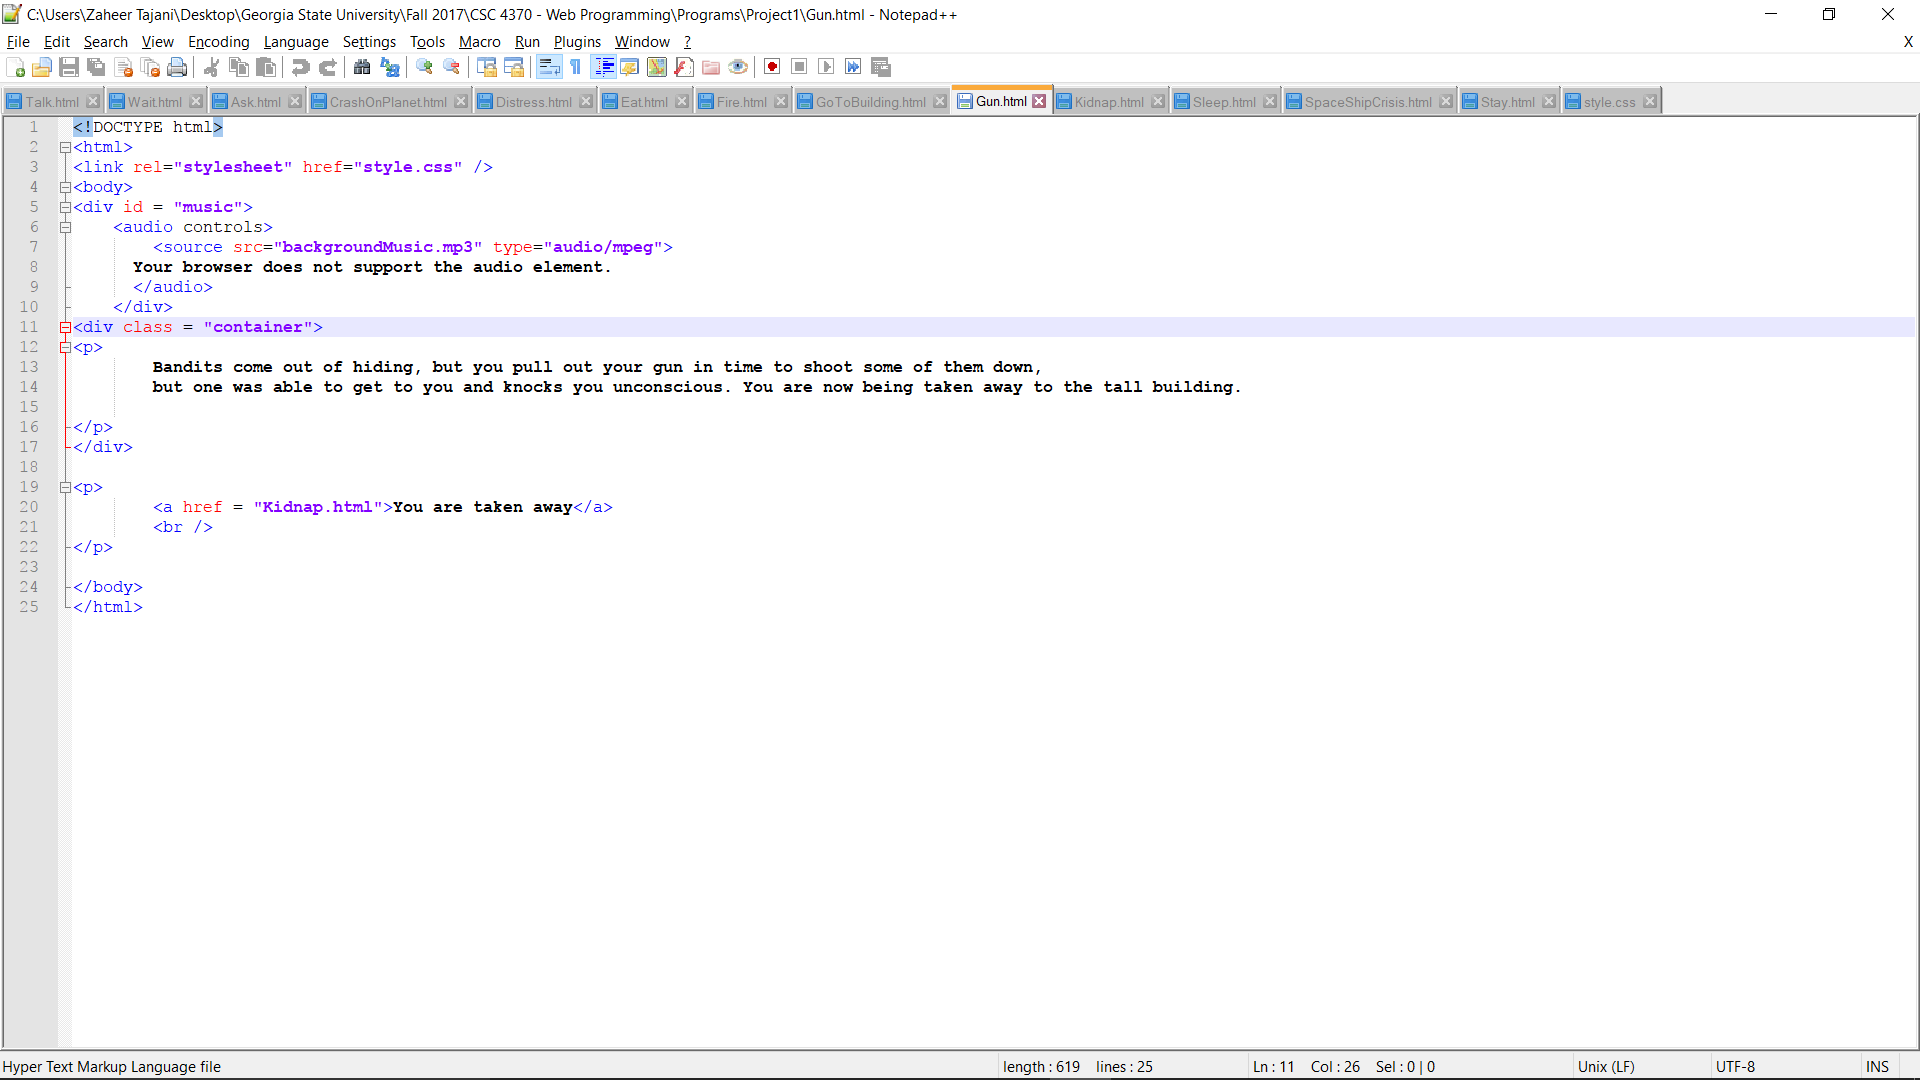 C:\Users\Zaheer Tajani\Desktop\Georgia State University\Fall 2017\CSC 4370 - Web Programming\Programs\Project1\Gun.html - Notepad++
File Edit Search View Encoding Language Settings Tools Macro Run Plugins Window ? X
Talk.html Wait.html Ask.html CrashOnPlanet.html Distress.html Eat.html Fire.html GoToBuilding.html Gun.html Kidnap.html Sleep.html SpaceShipCrisis.html Stay.html style.css
1 <!DOCTYPE html>
2 <html>
3 <link rel="stylesheet" href="style.css" />
4 <body>
5 <div id = "music">
6 <audio controls>
7 <source src="backgroundMusic.mp3" type="audio/mpeg">
8 Your browser does not support the audio element.
9 </audio>
10 </div>
11 <div class = "container">
12 <p>
13 Bandits come out of hiding, but you pull out your gun in time to shoot some of them down,
14 but one was able to get to you and knocks you unconscious. You are now being taken away to the tall building.
15
16 </p>
17 </div>
18
19 <p>
20 <a href = "Kidnap.html">You are taken away</a>
21 <br />
22 </p>
23
24 </body>
25 </html>
Hyper Text Markup Language file length : 619 lines : 25 Ln : 11 Col : 26 Sel : 0 | 0 Unix (LF) UTF-8 INS